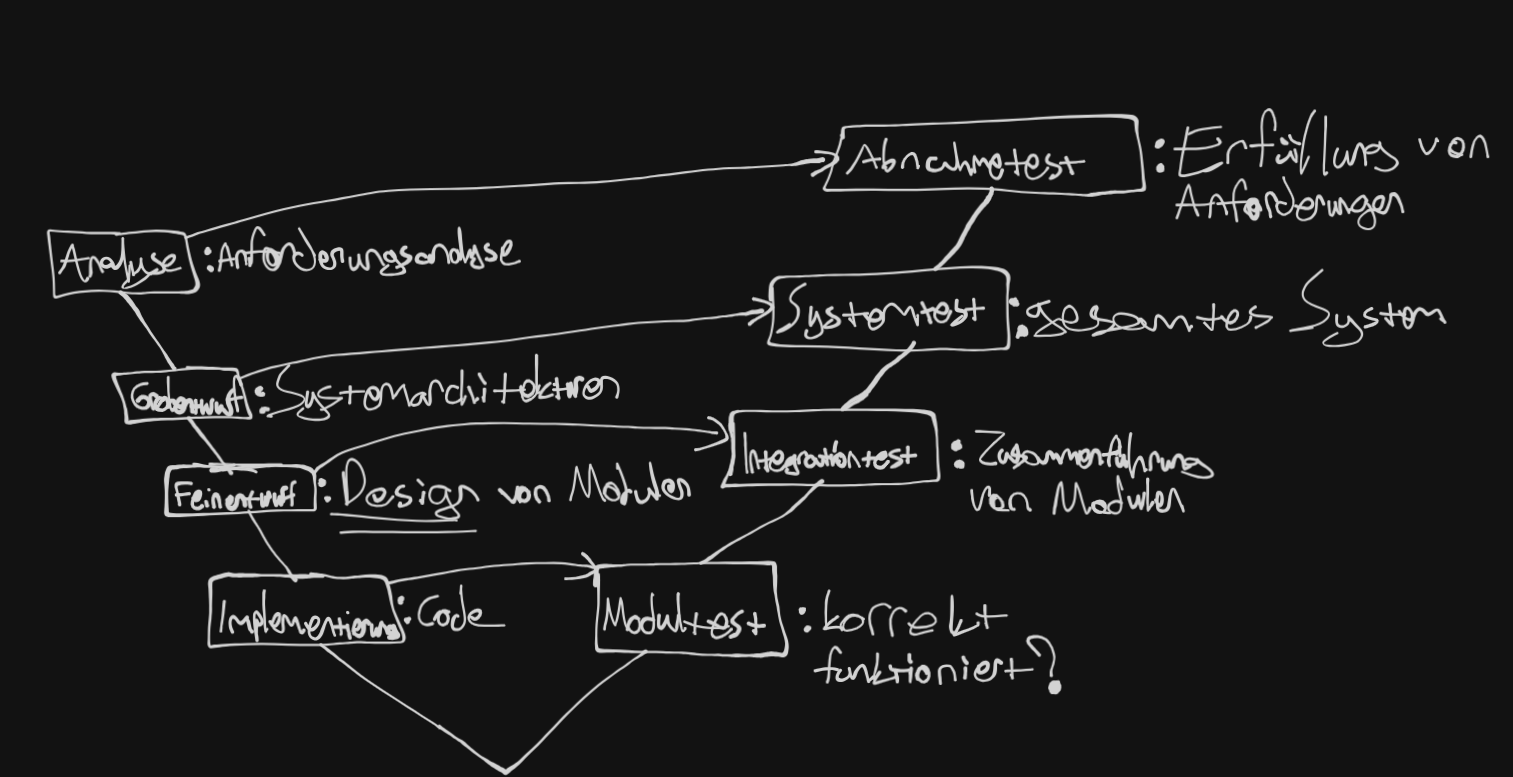 Abnahmetest : Erfüllung von
Anforderungen
Analyse : Anforderungsanalyse
Systemtest : gesamtes System
Grobentwurf : Systemarchitekturen
Integrationtest : Zusammenführung
von Modulen
Feinentwurf : Design von Modulen
Implementierung : Code
Modultest : korrekt
funktioniert?